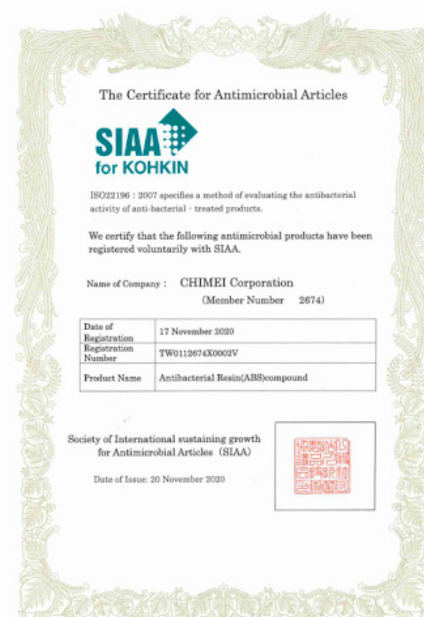 The Certificate for Antimicrobial Articles
SIAA
for KOHKIN
ISO22196 : 2007 specifies a method of evaluating the antibacterial
activity of anti-bacterial - treated products.
We certify that the following antimicrobial products have been
registered voluntarily with SIAA.
Name of Company : CHIMEI Corporation
(Member Number 2674)
Date of
Registration
17 November 2020
Registration
Number
TW0112674X0002V
Product Name
Antibacterial Resin(ABS)compound
Society of International sustaining growth
for Antimicrobial Articles (SIAA)
Date of Issue: 20 November 2020